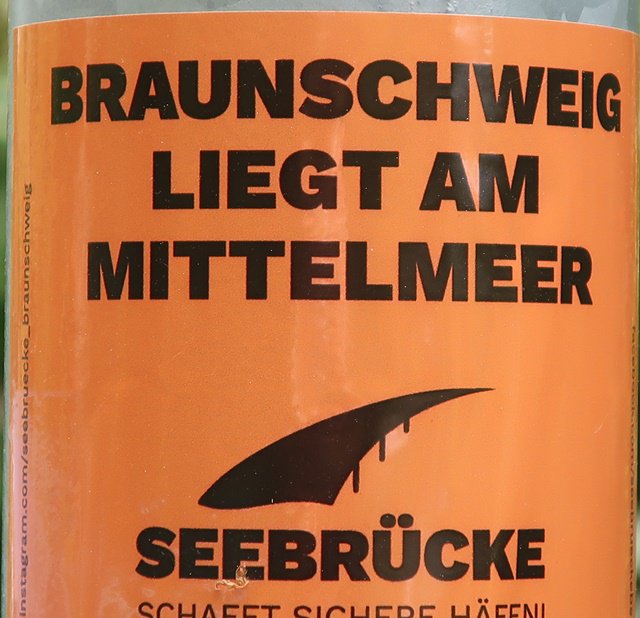 BRAUNSCHWEIG
LIEGT AM
MITTELMEER
SEEBRÜCKE
SCHAFFT SICHERE HÄFEN!
instagram.com/seebruecke_braunschweig